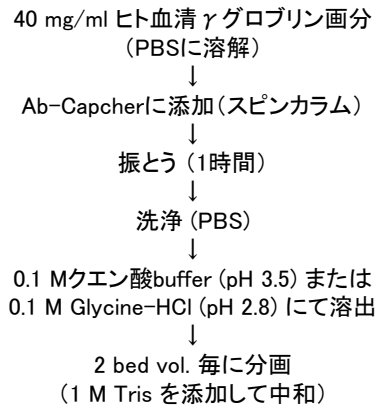 40 mg/ml ヒト血清γグロブリン画分
(PBSに溶解)
↓
Ab-Capcherに添加(スピンカラム)
↓
振とう (1時間)
↓
洗浄 (PBS)
↓
0.1 Mクエン酸buffer (pH 3.5) または
0.1 M Glycine-HCl (pH 2.8) にて溶出
↓
2 bed vol. 毎に分画
(1 M Tris を添加して中和)